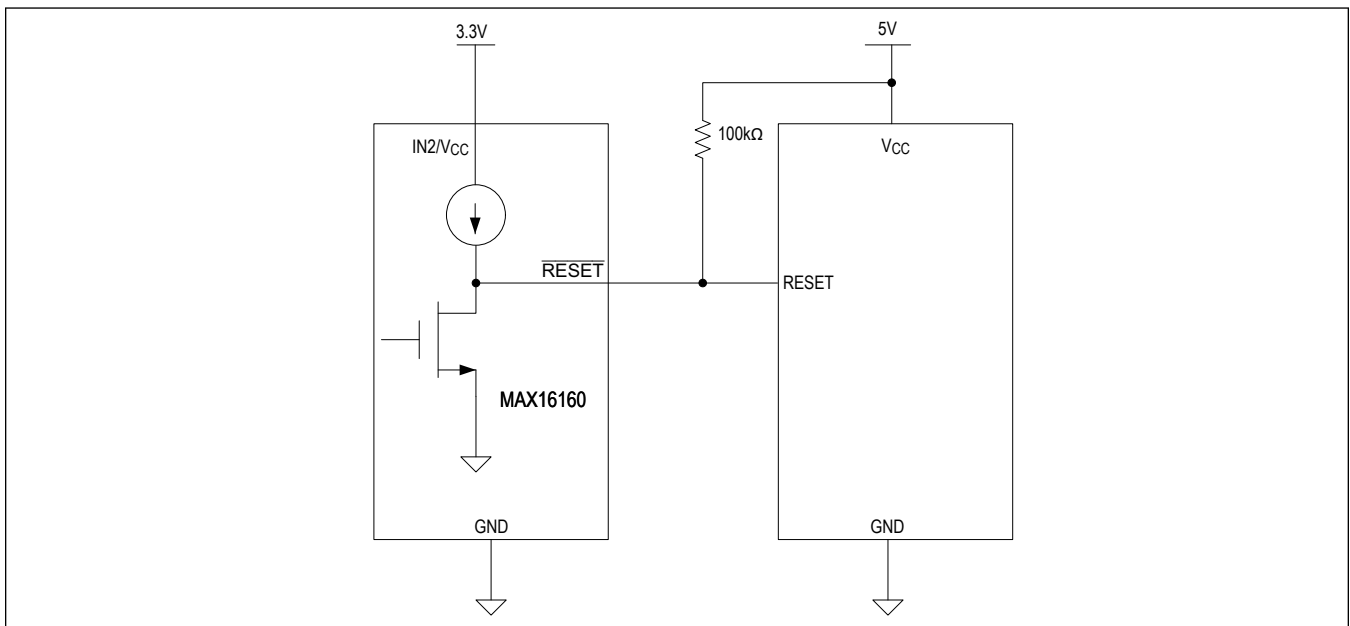 3.3V
5V
100kΩ
IN2/VCC
VCC
RESET
RESET
MAX16160
GND
GND